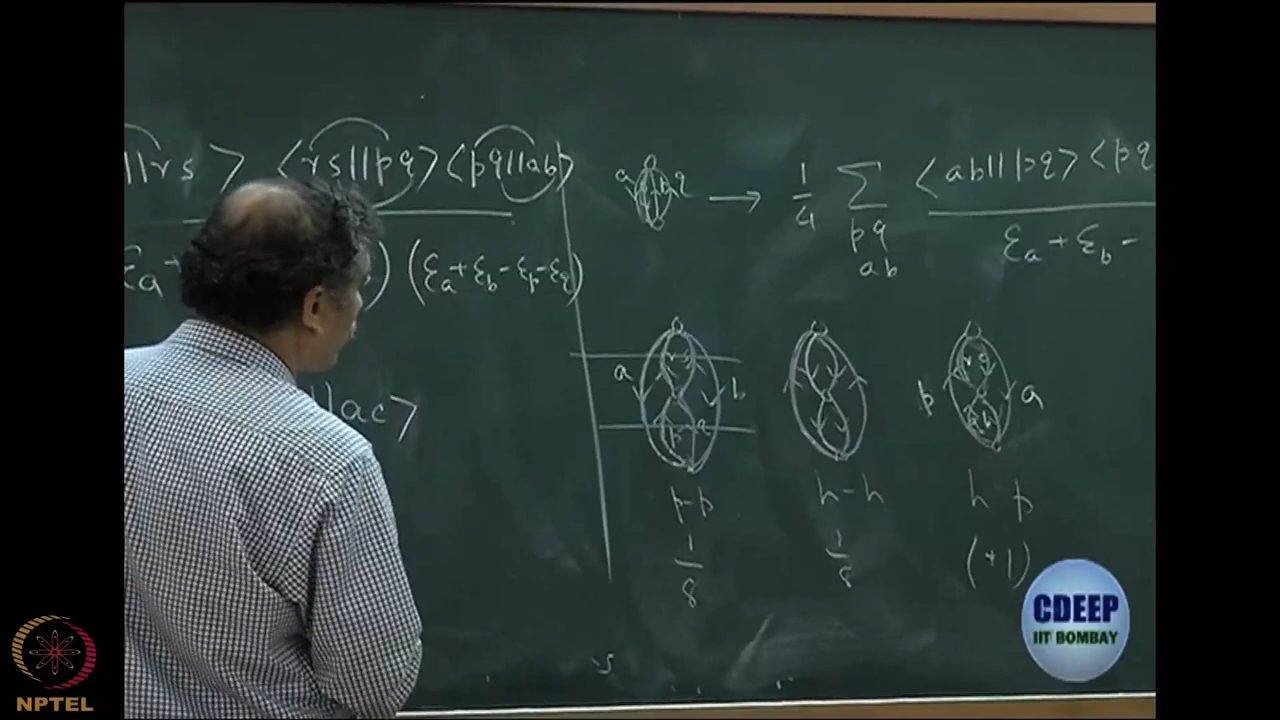 ||rs > <rs||pq> <pq||ab>
εa + ) (εa + εb - εp - εq)
||ac >
a p q → 1/4 Σ pq ab <ab||pq> <pq
εa + εb -
a r s b p q
p r q a b
p-p h-h h p
1/8 1/8 (+1)
CDEEP
IIT BOMBAY
NPTEL